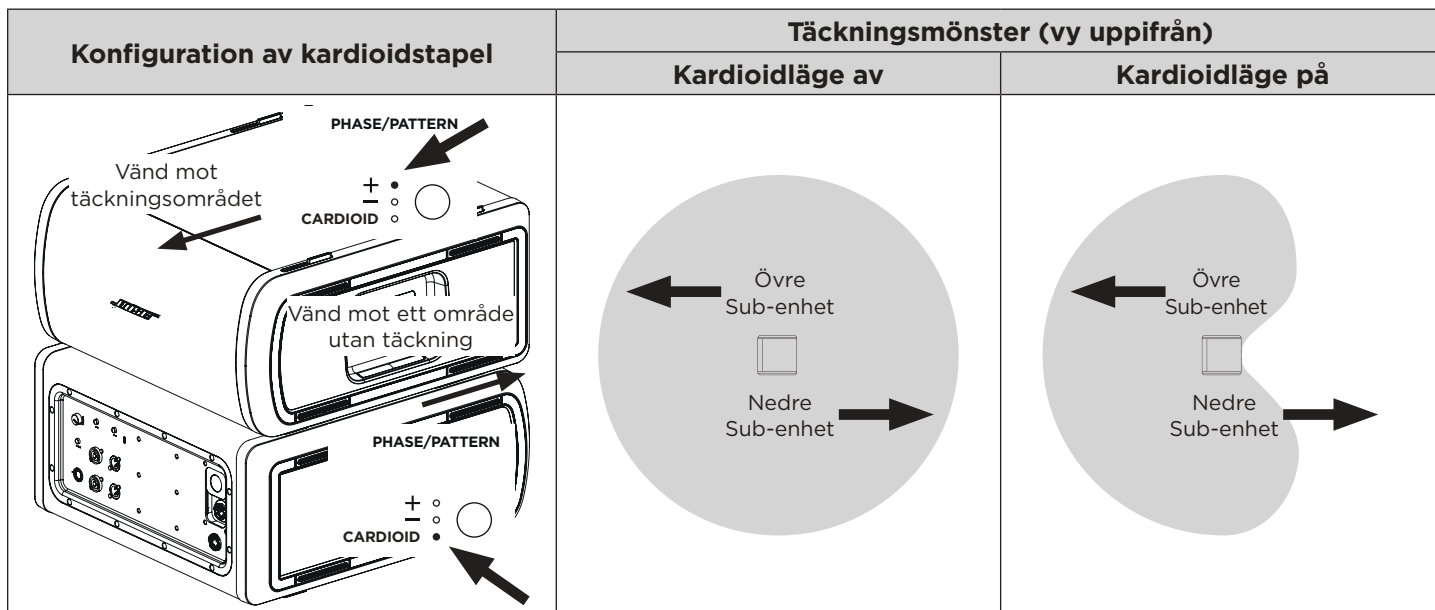 Konfiguration av kardioidstapel
Täckningsmönster (vy uppifrån)
Kardioidläge av
Kardioidläge på
PHASE/PATTERN
Vänd mot
täckningsområdet
+
–
CARDIOID
BOSE
Vänd mot ett område
utan täckning
PHASE/PATTERN
+
–
CARDIOID
Övre
Sub-enhet
Nedre
Sub-enhet
Övre
Sub-enhet
Nedre
Sub-enhet